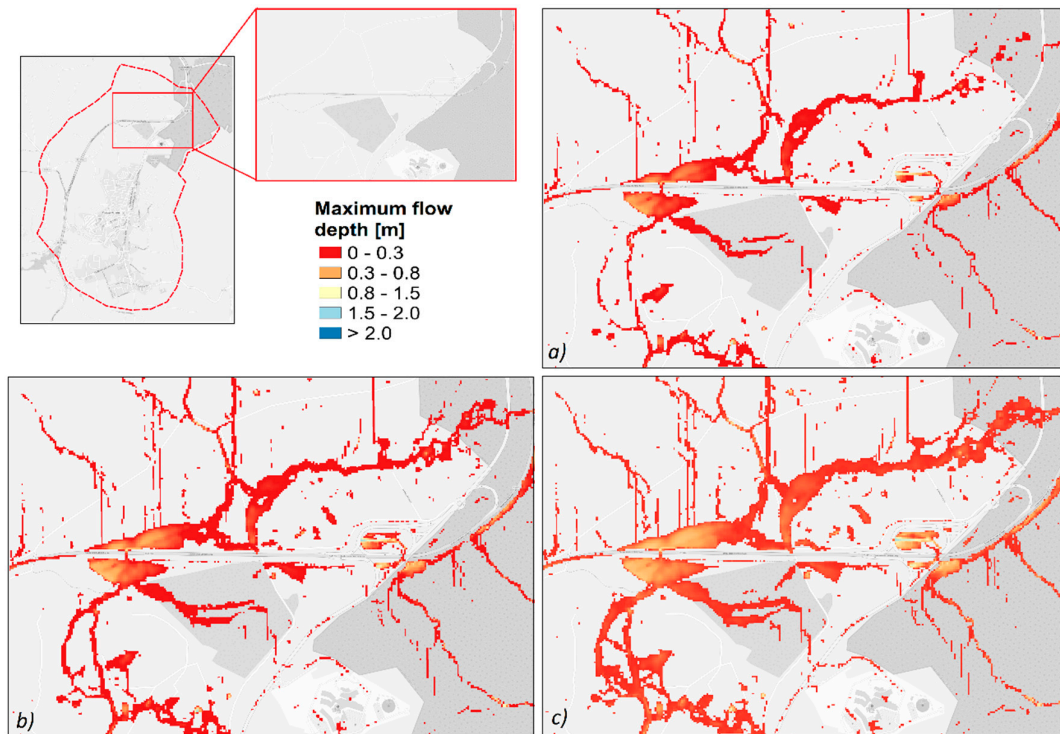 Maximum flow
depth [m]
0 - 0.3
0.3 - 0.8
0.8 - 1.5
1.5 - 2.0
> 2.0
a)
b)
c)